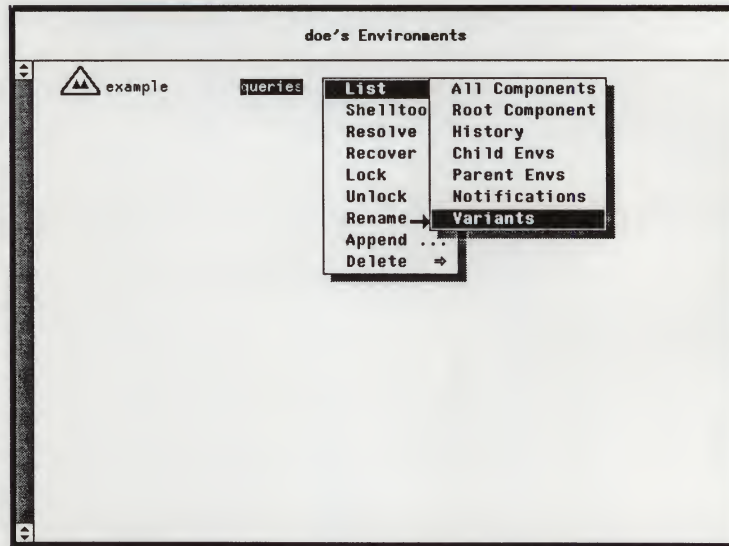 doe's Environments
example
queries
List
Shelltoo
Resolve
Recover
Lock
Unlock
Rename
Append ...
Delete ⇒
All Components
Root Component
History
Child Envs
Parent Envs
Notifications
Variants